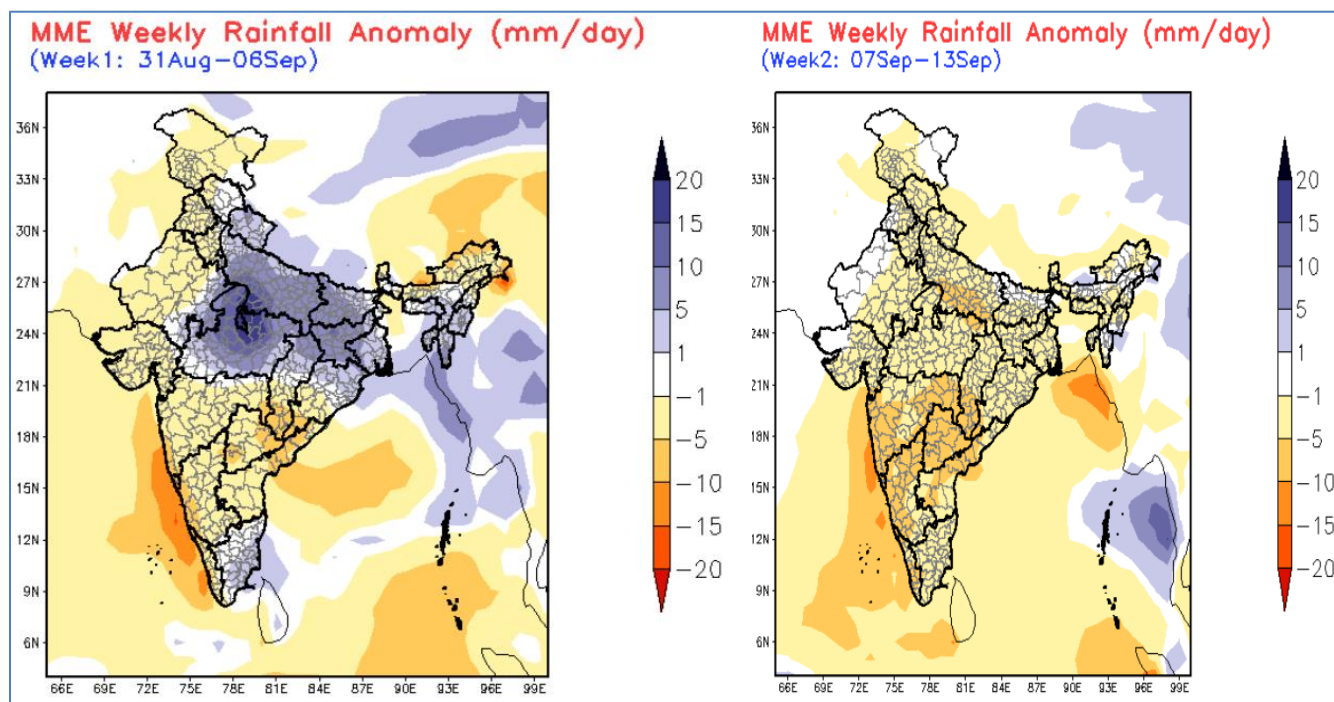 MME Weekly Rainfall Anomaly (mm/day)
(Week1: 31Aug-06Sep)
36N
33N
30N
27N
24N
21N
18N
15N
12N
9N
6N
66E 69E 72E 75E 78E 81E 84E 87E 90E 93E 96E 99E
20
15
10
5
1
-1
-5
-10
-15
-20
MME Weekly Rainfall Anomaly (mm/day)
(Week2: 07Sep-13Sep)
36N
33N
30N
27N
24N
21N
18N
15N
12N
9N
6N
66E 69E 72E 75E 78E 81E 84E 87E 90E 93E 96E 99E
20
15
10
5
1
-1
-5
-10
-15
-20